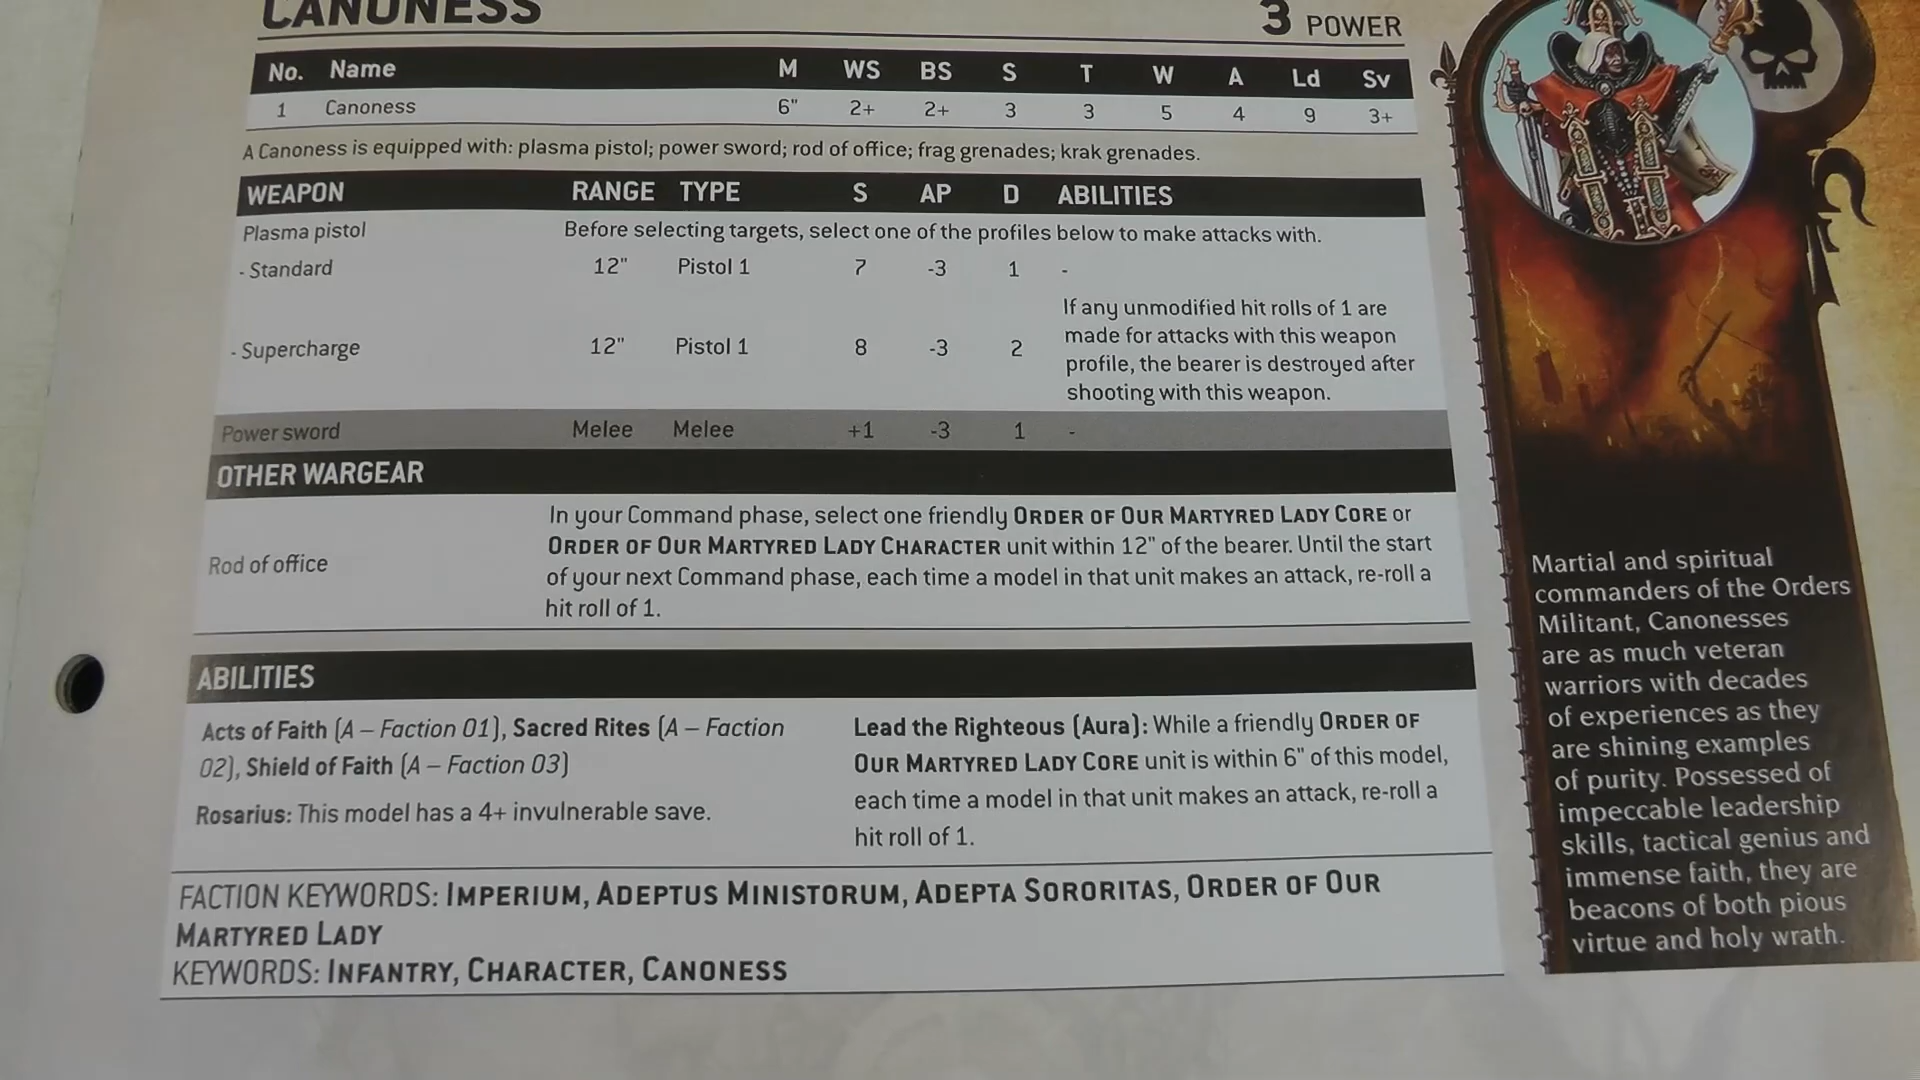 CANONESS 3 POWER
No. Name M WS BS S T W A Ld Sv
1 Canoness 6" 2+ 2+ 3 3 5 4 9 3+
A Canoness is equipped with: plasma pistol; power sword; rod of office; frag grenades; krak grenades.
WEAPON RANGE TYPE S AP D ABILITIES
Plasma pistol Before selecting targets, select one of the profiles below to make attacks with.
- Standard 12" Pistol 1 7 -3 1 -
- Supercharge 12" Pistol 1 8 -3 2 If any unmodified hit rolls of 1 are
made for attacks with this weapon
profile, the bearer is destroyed after
shooting with this weapon.
Power sword Melee Melee +1 -3 1 -
OTHER WARGEAR
Rod of office In your Command phase, select one friendly ORDER OF OUR MARTYRED LADY CORE or
ORDER OF OUR MARTYRED LADY CHARACTER unit within 12" of the bearer. Until the start
of your next Command phase, each time a model in that unit makes an attack, re-roll a
hit roll of 1.
ABILITIES
Acts of Faith (A – Faction 01), Sacred Rites (A – Faction
02), Shield of Faith (A – Faction 03)
Rosarius: This model has a 4+ invulnerable save.
Lead the Righteous (Aura): While a friendly ORDER OF
OUR MARTYRED LADY CORE unit is within 6" of this model,
each time a model in that unit makes an attack, re-roll a
hit roll of 1.
FACTION KEYWORDS: IMPERIUM, ADEPTUS MINISTORUM, ADEPTA SORORITAS, ORDER OF OUR
MARTYRED LADY
KEYWORDS: INFANTRY, CHARACTER, CANONESS
Martial and spiritual
commanders of the Orders
Militant, Canonesses
are as much veteran
warriors with decades
of experiences as they
are shining examples
of purity. Possessed of
impeccable leadership
skills, tactical genius and
immense faith, they are
beacons of both pious
virtue and holy wrath.